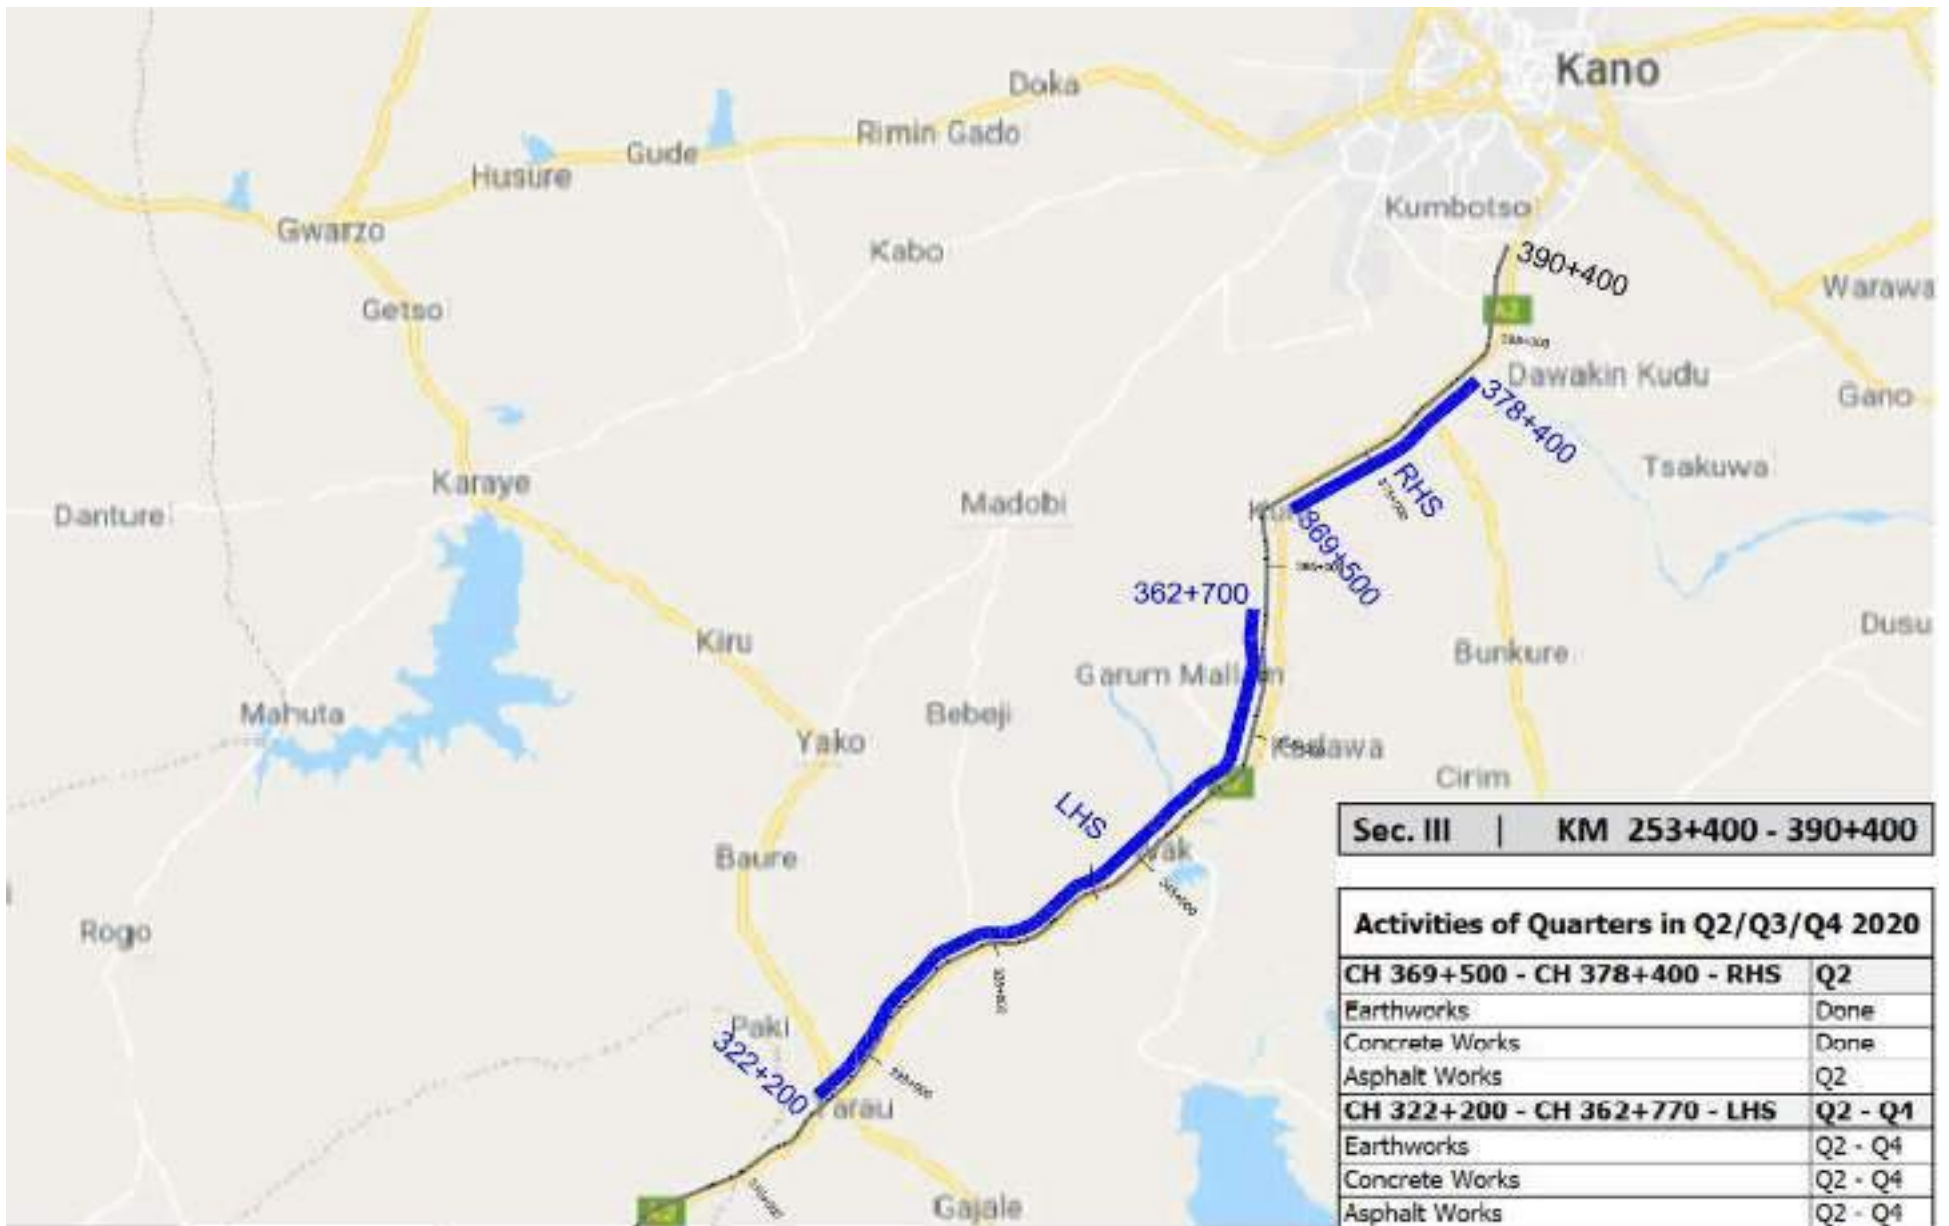 Kano
Doka
Rimin Gado
Gude
Husure
Kumbotso
Gwarzo
Kabo
390+400
Warawa
Getso
A2
Dawakin Kudu
378+400
Gano
Tsakuwa
Karaye
RHS
Madobi
Danture
369+500
362+700
Dusu
Kiru
Bunkure
Garum Mallam
Mahuta
Bebeji
Yako
Kadawa
Cirim
LHS
Sec. III | KM 253+400 - 390+400
Baure
Activities of Quarters in Q2/Q3/Q4 2020
Rogo
CH 369+500 - CH 378+400 - RHS Q2
Earthworks Done
Concrete Works Done
Asphalt Works Q2
Paki
322+200
CH 322+200 - CH 362+770 - LHS Q2 - Q4
Earthworks Q2 - Q4
Concrete Works Q2 - Q4
Asphalt Works Q2 - Q4
Gajale